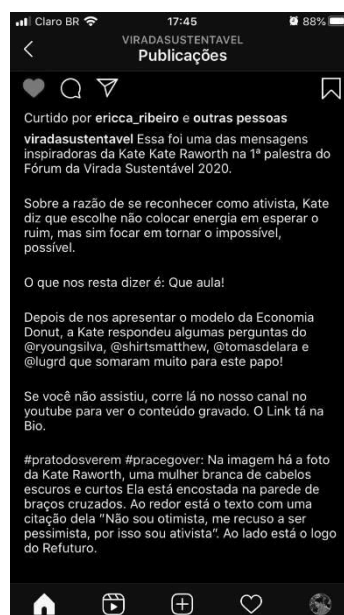 Claro BR 17:45 88%
VIRADASUSTENTAVEL
Publicações
Curtido por ericca_ribeiro e outras pessoas
viradasustentavel Essa foi uma das mensagens
inspiradoras da Kate Kate Raworth na 1ª palestra do
Fórum da Virada Sustentável 2020.
Sobre a razão de se reconhecer como ativista, Kate
diz que escolhe não colocar energia em esperar o
ruim, mas sim focar em tornar o impossível,
possível.
O que nos resta dizer é: Que aula!
Depois de nos apresentar o modelo da Economia
Donut, a Kate respondeu algumas perguntas do
@ryoungsilva, @shirtsmatthew, @tomasdelara e
@lugrd que somaram muito para este papo!
Se você não assistiu, corre lá no nosso canal no
youtube para ver o conteúdo gravado. O Link tá na
Bio.
#pratodosverem #pracegover: Na imagem há a foto
da Kate Raworth, uma mulher branca de cabelos
escuros e curtos Ela está encostada na parede de
braços cruzados. Ao redor está o texto com uma
citação dela "Não sou otimista, me recuso a ser
pessimista, por isso sou ativista". Ao lado está o logo
do Refuturo.